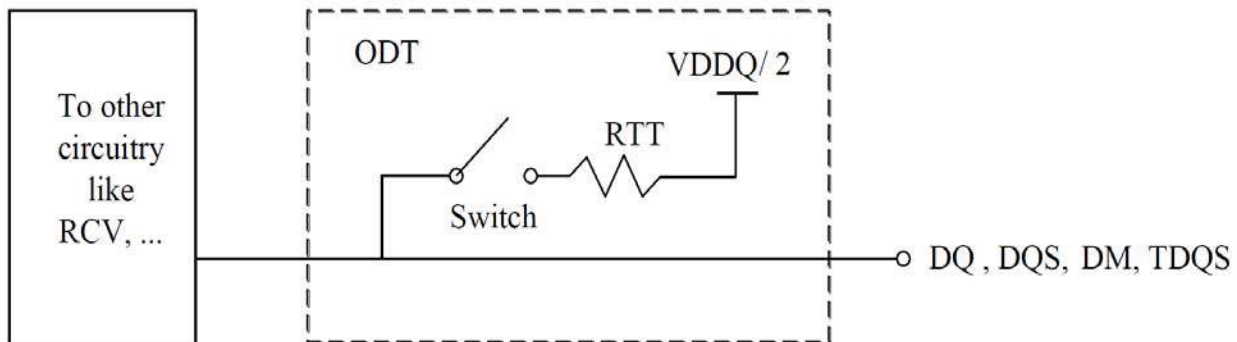 To other
circuitry
like
RCV, ...
ODT
VDDQ/ 2
RTT
Switch
DQ , DQS, DM, TDQS